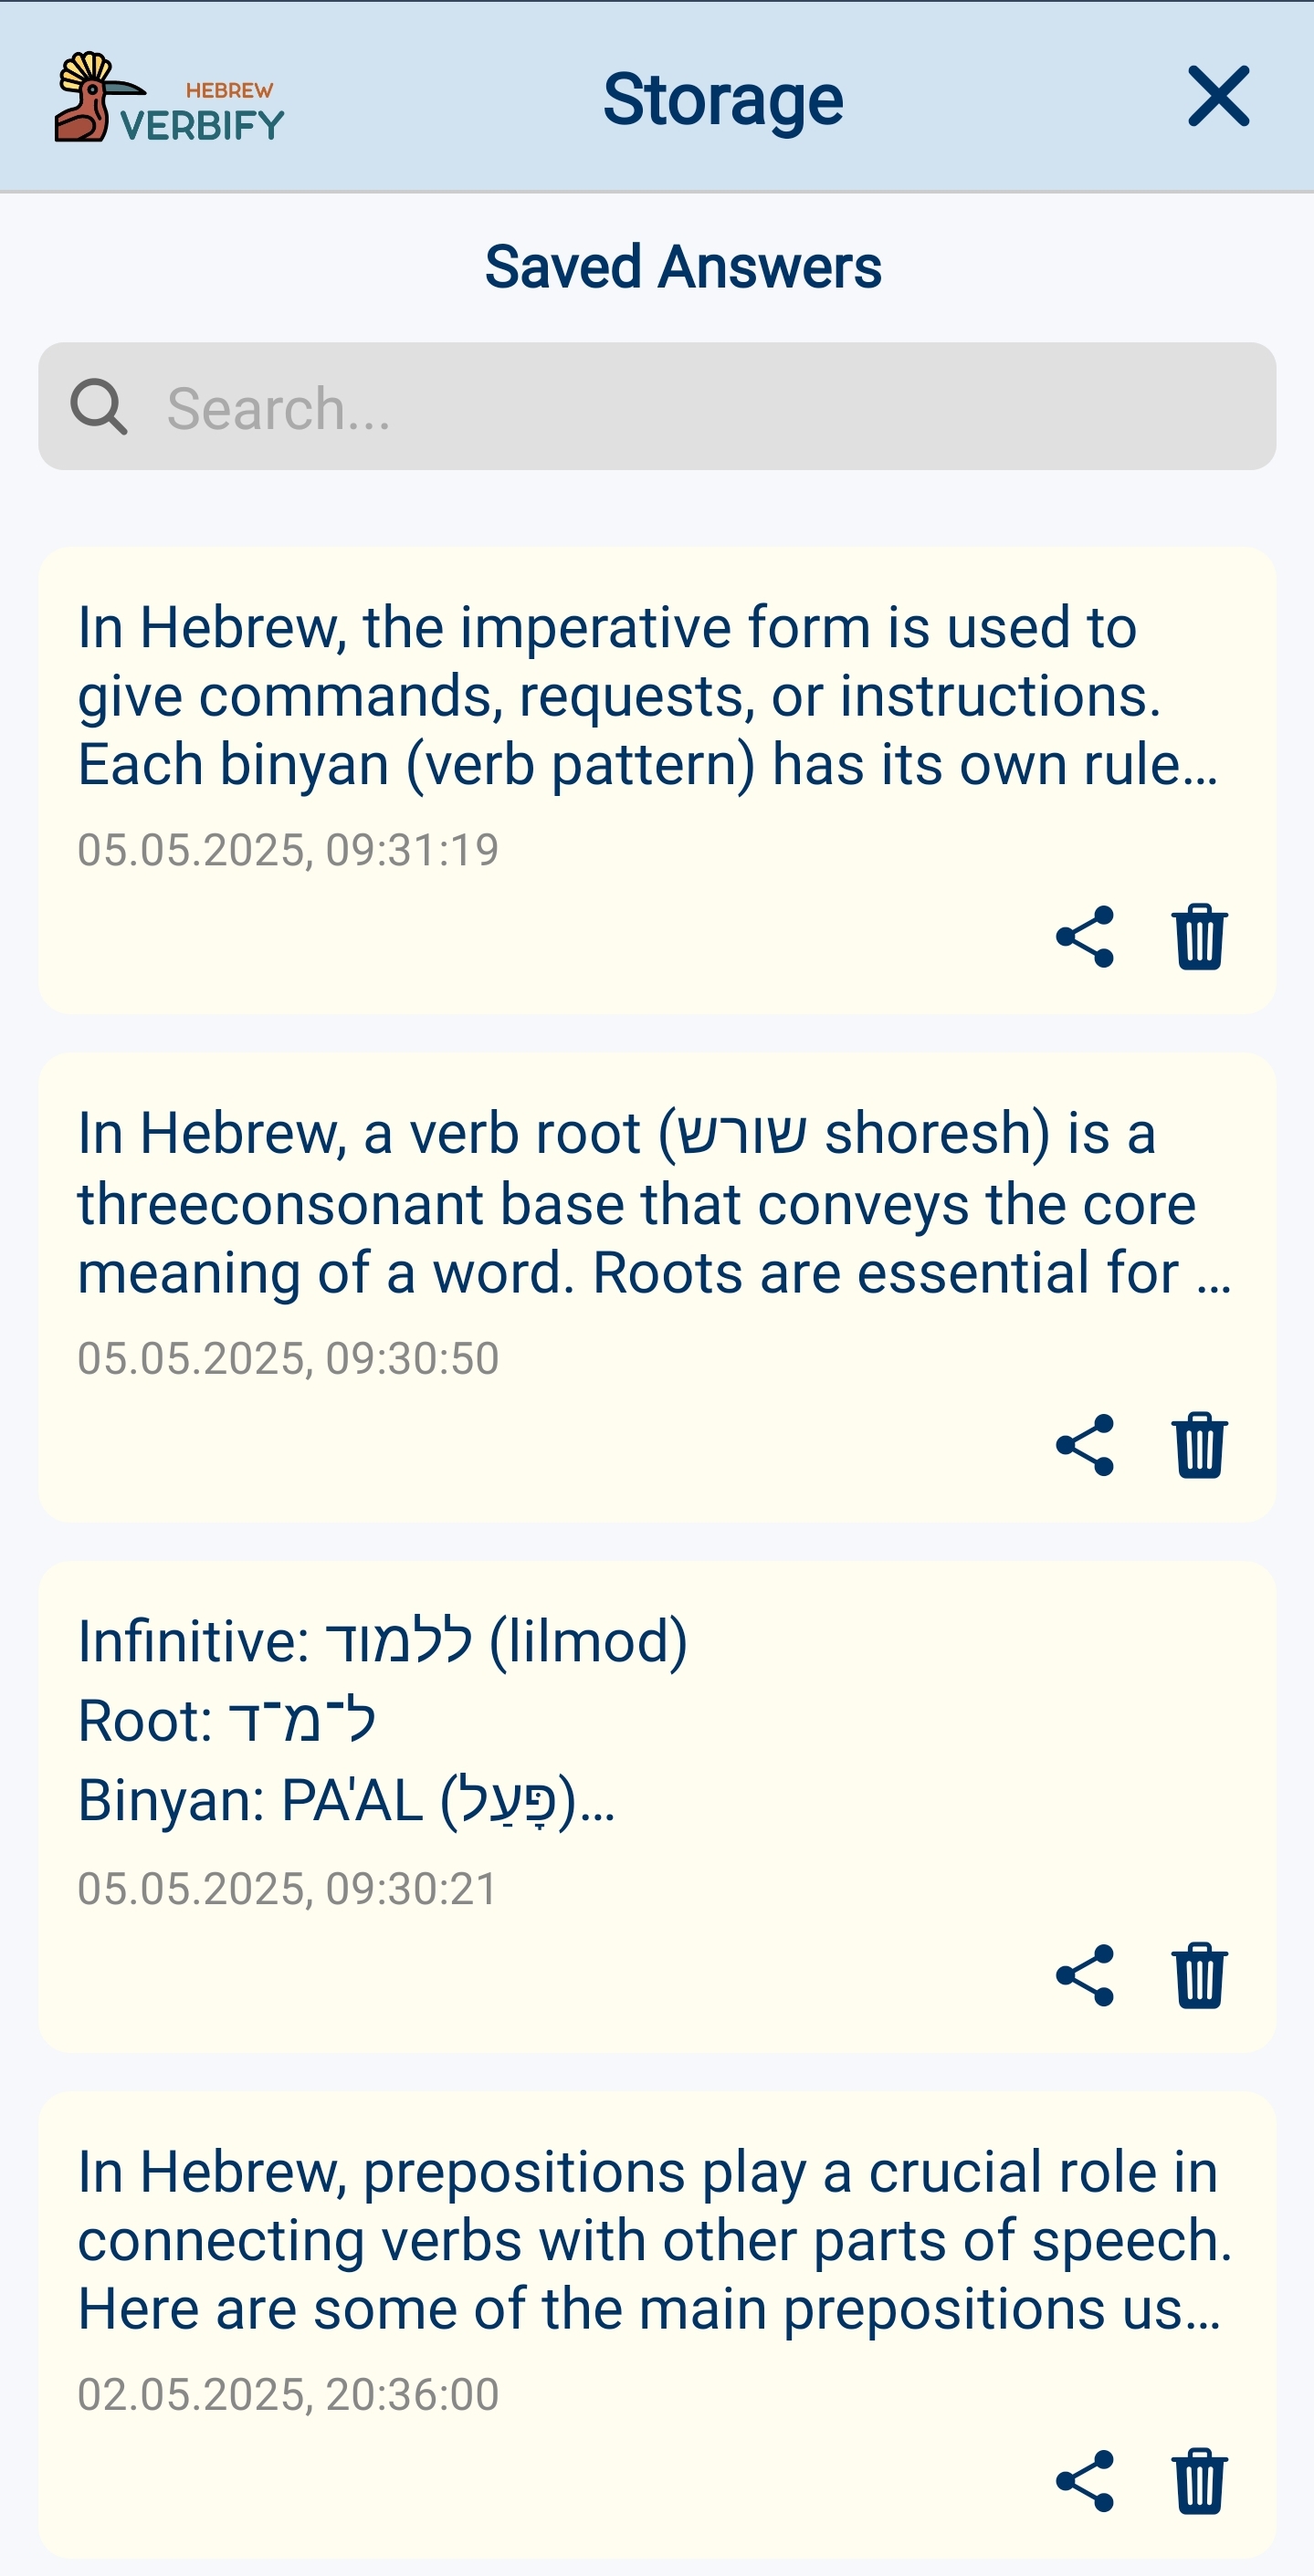 HEBREW
VERBIFY
Storage
Saved Answers
Search...
In Hebrew, the imperative form is used to
give commands, requests, or instructions.
Each binyan (verb pattern) has its own rule...
05.05.2025, 09:31:19
In Hebrew, a verb root (שורש shoresh) is a
threeconsonant base that conveys the core
meaning of a word. Roots are essential for ...
05.05.2025, 09:30:50
Infinitive: ללמוד (lilmod)
Root: ל־מ־ד
Binyan: PA'AL (פָּעַל)...
05.05.2025, 09:30:21
In Hebrew, prepositions play a crucial role in
connecting verbs with other parts of speech.
Here are some of the main prepositions us...
02.05.2025, 20:36:00